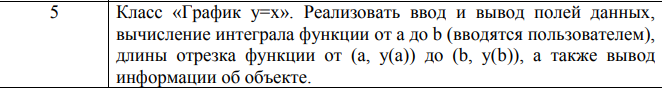 5
Класс «График y=x». Реализовать ввод и вывод полей данных,
вычисление интеграла функции от a до b (вводятся пользователем),
длины отрезка функции от (a, y(a)) до (b, y(b)), а также вывод
информации об объекте.